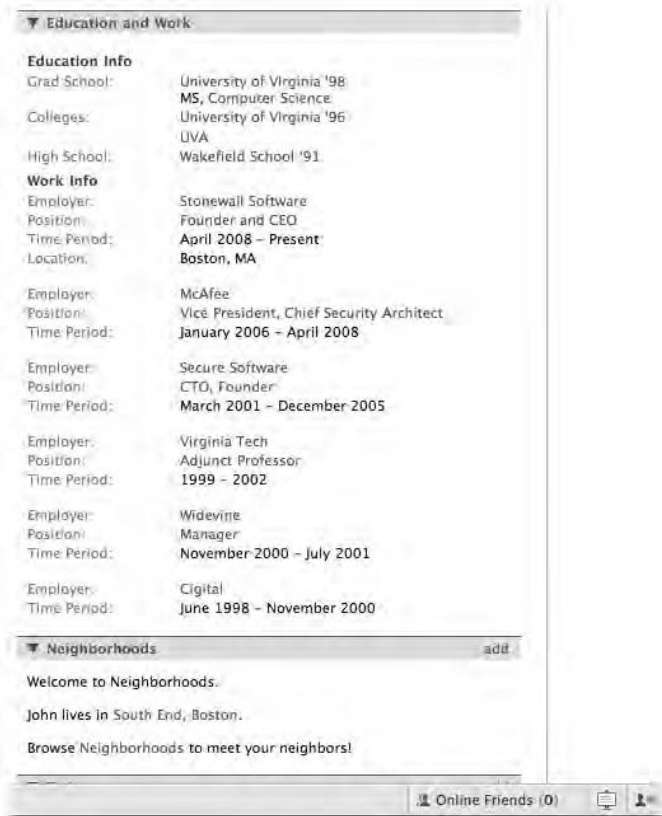 ▼ Education and Work
Education Info
Grad School: University of Virginia '98
MS, Computer Science
Colleges: University of Virginia '96
UVA
High School: Wakefield School '91
Work Info
Employer: Stonewall Software
Position: Founder and CEO
Time Period: April 2008 – Present
Location: Boston, MA
Employer: McAfee
Position: Vice President, Chief Security Architect
Time Period: January 2006 – April 2008
Employer: Secure Software
Position: CTO, Founder
Time Period: March 2001 – December 2005
Employer: Virginia Tech
Position: Adjunct Professor
Time Period: 1999 – 2002
Employer: Widevine
Position: Manager
Time Period: November 2000 – July 2001
Employer: Cigital
Time Period: June 1998 – November 2000
▼ Neighborhoods add
Welcome to Neighborhoods.
John lives in South End, Boston.
Browse Neighborhoods to meet your neighbors!
Online Friends (0)